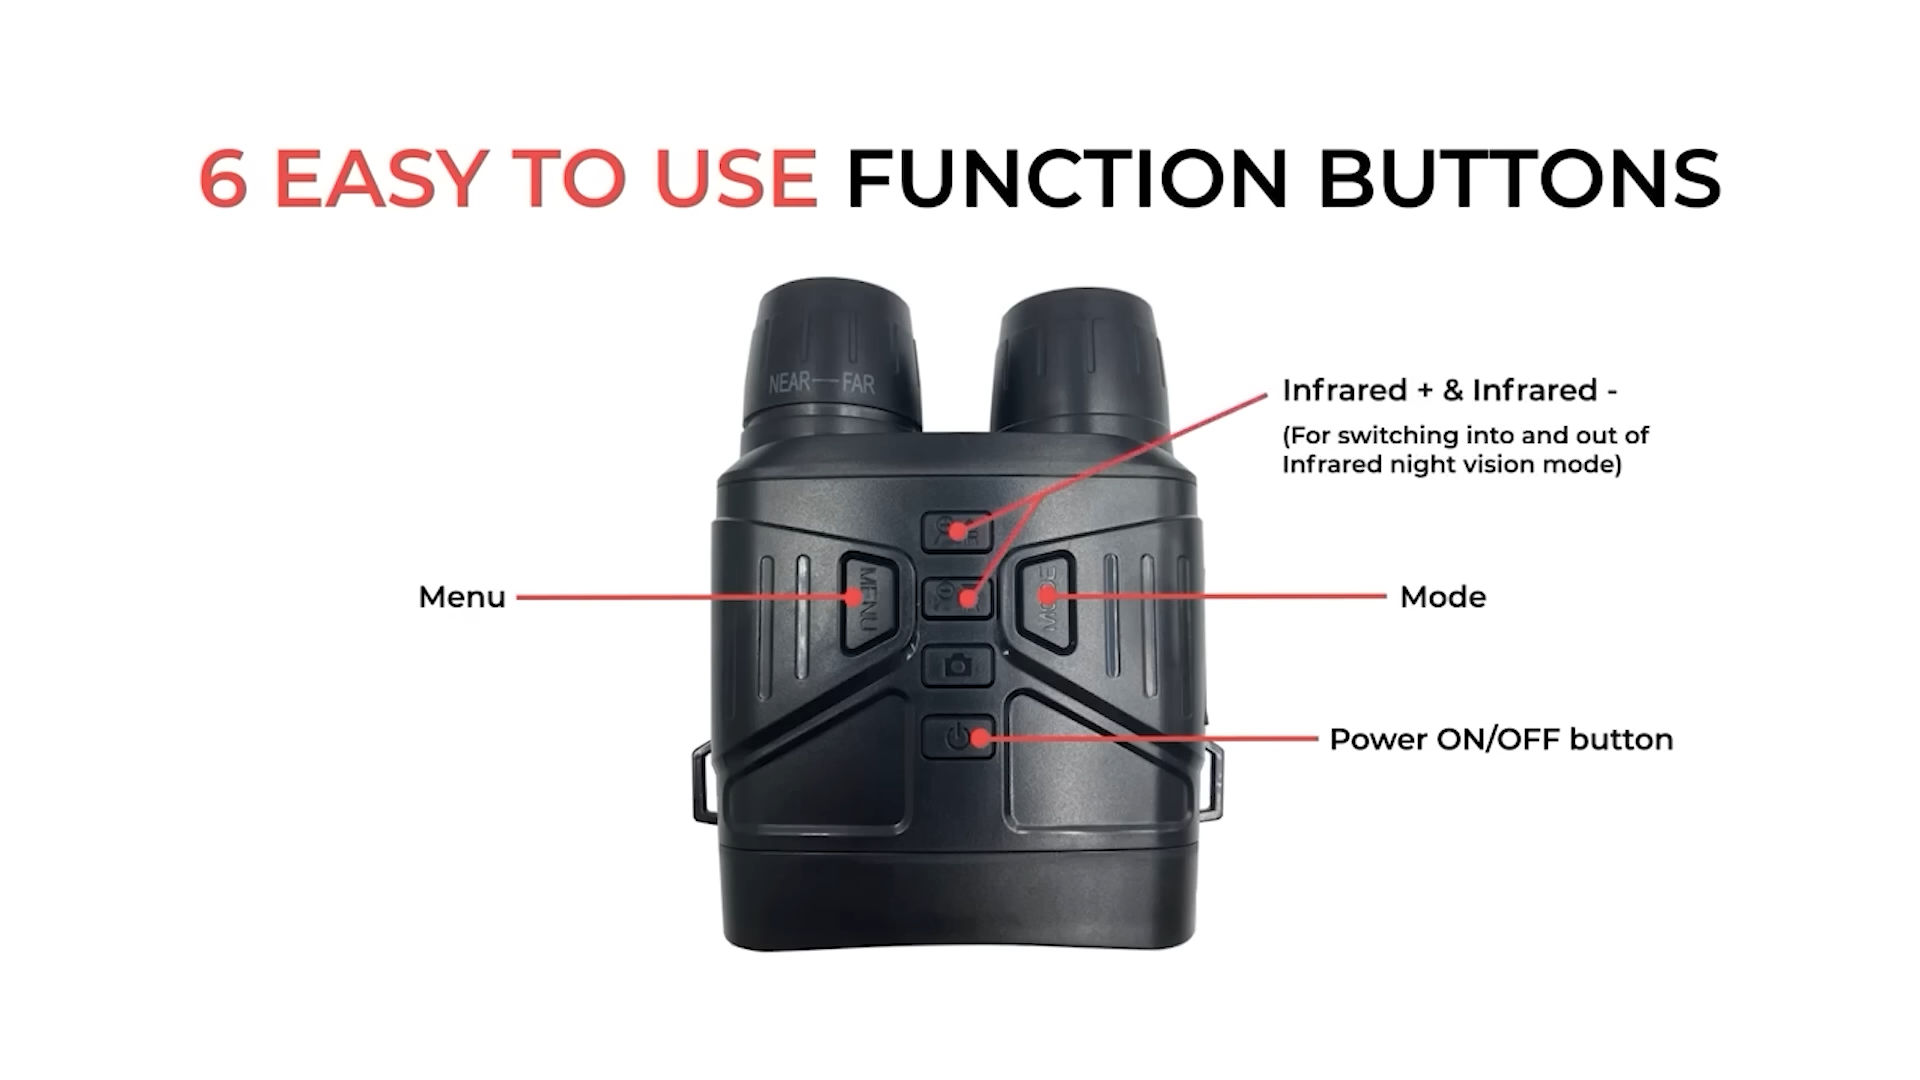 6 EASY TO USE FUNCTION BUTTONS
NEAR — FAR
Infrared + & Infrared -
(For switching into and out of
Infrared night vision mode)
MENU
Menu
Mode
Power ON/OFF button